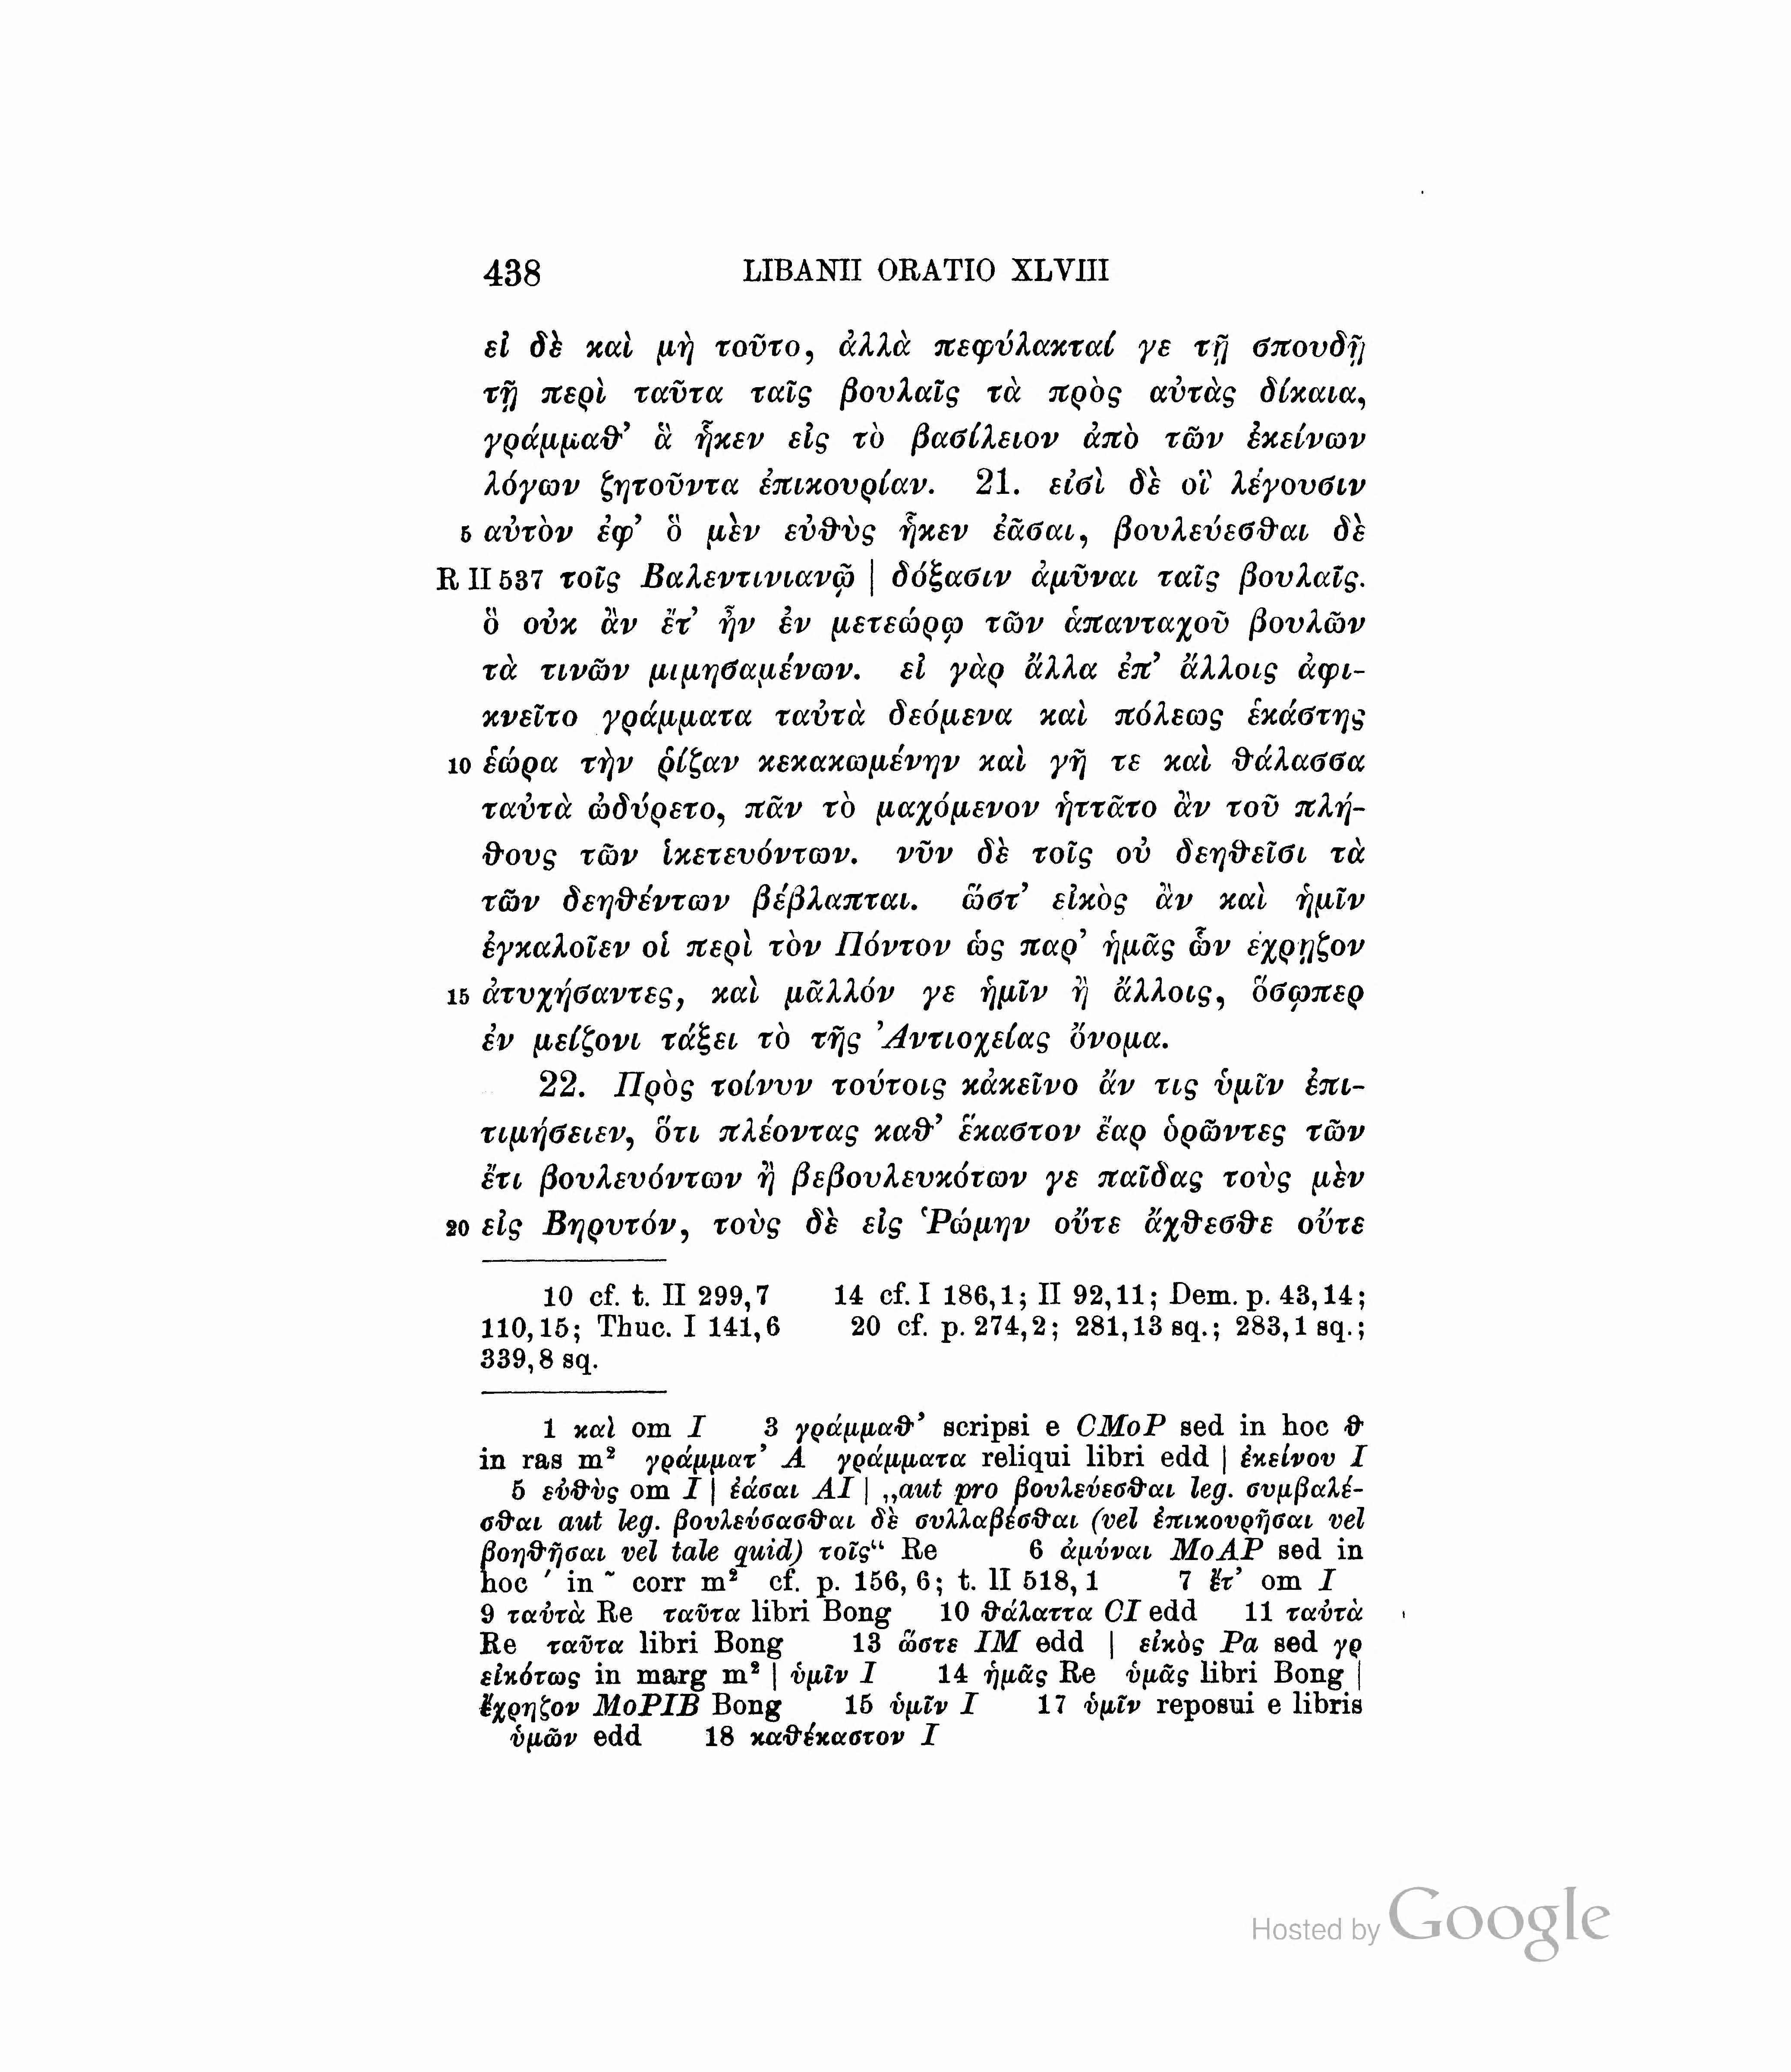 438 LIBANII ORATIO XLVIII
εἰ δὲ καὶ μὴ τοῦτο, ἀλλὰ πεφύλακταί γε τῇ σπουδῇ
τῇ περὶ ταῦτα ταῖς βουλαῖς τὰ πρὸς αὐτὰς δίκαια,
γράμμαθ’ ἃ ἧκεν εἰς τὸ βασίλειον ἀπὸ τῶν ἐκείνων
λόγων ζητοῦντα ἐπικουρίαν. 21. εἰσὶ δὲ οἳ λέγουσιν
5 αὐτὸν ἐφ’ ὃ μὲν εὐθὺς ἧκεν ἐᾶσαι, βουλεύεσθαι δὲ
R II 537 τοῖς Βαλεντινιανῷ | δόξασιν ἀμῦναι ταῖς βουλαῖς.
ὃ οὐκ ἂν ἔτ’ ἦν ἐν μετεώρῳ τῶν ἁπανταχοῦ βουλῶν
τὰ τινῶν μιμησαμένων. εἰ γὰρ ἄλλα ἐπ’ ἄλλοις ἀφι-
κνεῖτο γράμματα ταὐτὰ δεόμενα καὶ πόλεως ἑκάστης
10 ἑώρα τὴν ῥίζαν κεκακωμένην καὶ γῆ τε καὶ θάλασσα
ταὐτὰ ὠδύρετο, πᾶν τὸ μαχόμενον ἡττᾶτο ἂν τοῦ πλή-
θους τῶν ἱκετευόντων. νῦν δὲ τοῖς οὐ δεηθεῖσι τὰ
τῶν δεηθέντων βέβλαπται. ὥστ’ εἰκὸς ἂν καὶ ἡμῖν
ἐγκαλοῖεν οἱ περὶ τὸν Πόντον ὡς παρ’ ἡμᾶς ὧν ἐχρῃζον
15 ἀτυχήσαντες, καὶ μᾶλλόν γε ἡμῖν ἢ ἄλλοις, ὅσῳπερ
ἐν μείζονι τάξει τὸ τῆς Ἀντιοχείας ὄνομα.
22. Πρὸς τοίνυν τούτοις κἀκεῖνο ἄν τις ὑμῖν ἐπι-
τιμήσειεν, ὅτι πλέοντας καθ’ ἕκαστον ἔαρ ὁρῶντες τῶν
ἔτι βουλευόντων ἢ βεβουλευκότων γε παῖδας τοὺς μὲν
20 εἰς Βηρυτόν, τοὺς δὲ εἰς Ῥώμην οὔτε ἄχθεσθε οὔτε
10 cf. t. II 299,7 14 cf. I 186,1; II 92,11; Dem. p. 43,14;
110,15; Thuc. I 141,6 20 cf. p. 274,2; 281,13 sq.; 283,1 sq.;
339,8 sq.
1 καὶ om I 3 γράμμαθ’ scripsi e CMoP sed in hoc θ
in ras m² γράμματ’ A γράμματα reliqui libri edd | ἐκείνου I
5 εὐθὺς om I | ἐάσαι AI | „aut pro βουλεύεσθαι leg. συμβαλέ-
σθαι aut leg. βουλεύσασθαι δὲ συλλαβέσθαι (vel ἐπικουρῆσαι vel
βοηθῆσαι vel tale quid) τοῖς“ Re 6 ἀμύναι MoAP sed in
hoc ´ in ῀ corr m² cf. p. 156, 6; t. II 518, 1 7 ἔτ’ om I
9 ταὐτὰ Re ταῦτα libri Bong 10 θάλαττα CI edd 11 ταὐτὰ
Re ταῦτα libri Bong 13 ὥστε IM edd | εἰκὸς Pa sed γρ
εἰκότως in marg m² | ὑμῖν I 14 ἡμᾶς Re ὑμᾶς libri Bong |
ἔχρηζον MoPIB Bong 15 ὑμῖν I 17 ὑμῖν reposui e libris
ὑμῶν edd 18 καθέκαστον I
Hosted by Google